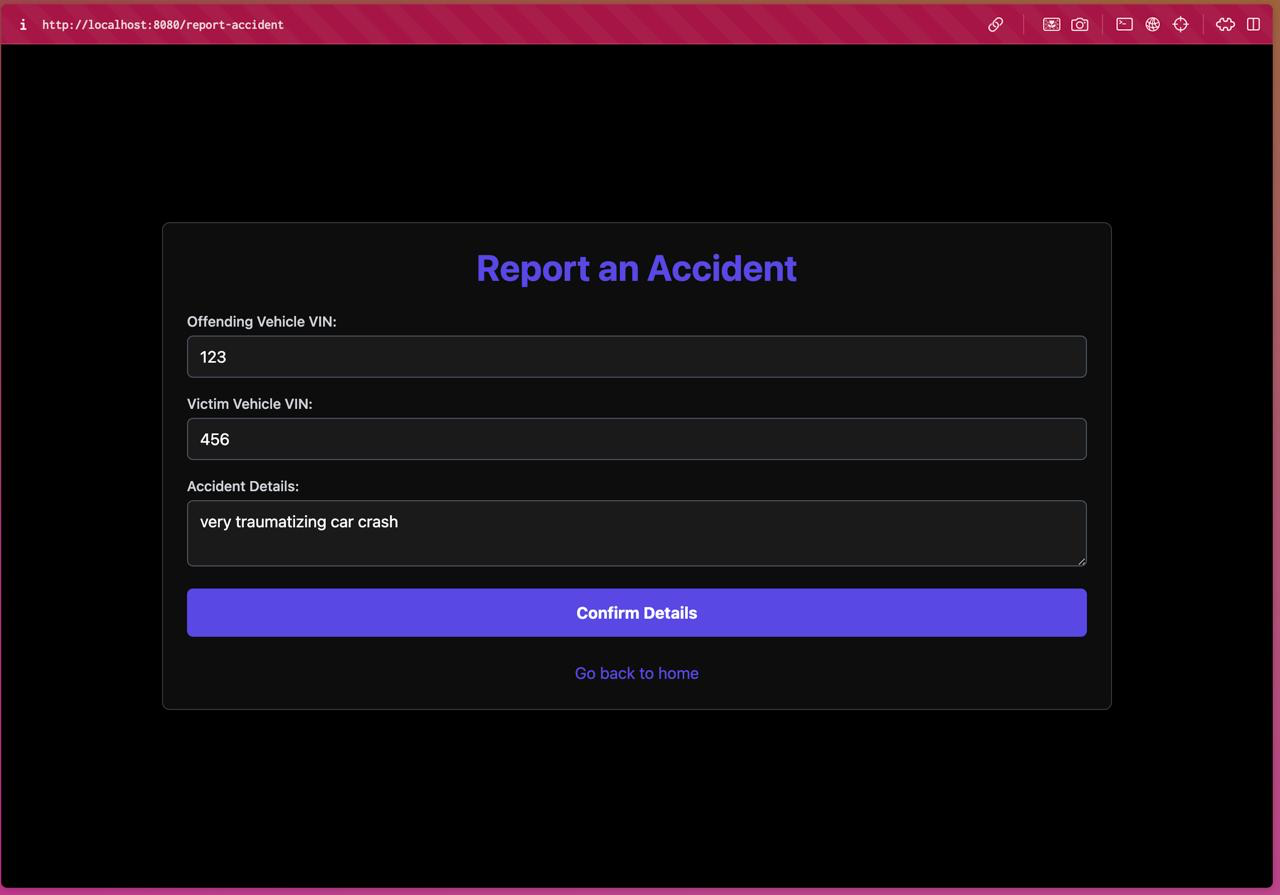 i http://localhost:8080/report-accident
Report an Accident
Offending Vehicle VIN:
123
Victim Vehicle VIN:
456
Accident Details:
very traumatizing car crash
Confirm Details
Go back to home